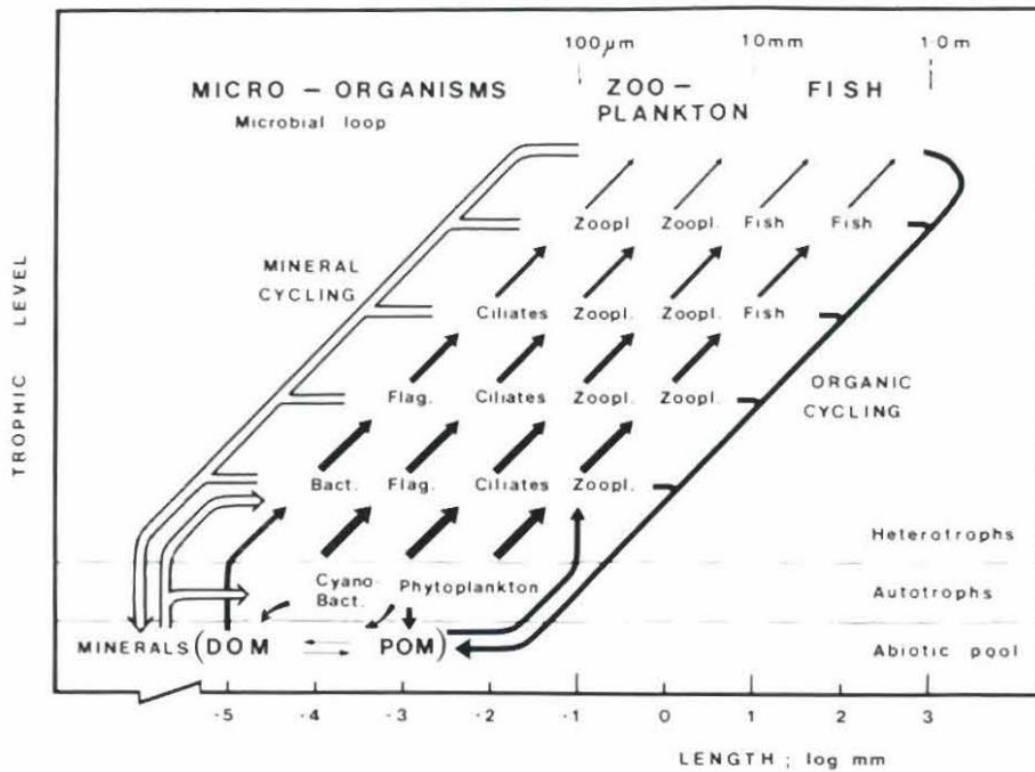 100µm 10mm 1·0m
MICRO – ORGANISMS ZOO – FISH
Microbial loop PLANKTON
Zoopl Zoopl. Fish Fish
MINERAL
CYCLING
Ciliates Zoopl. Zoopl. Fish
Flag. Ciliates Zoopl. Zoopl.
ORGANIC
CYCLING
TROPHIC LEVEL
Bact. Flag. Ciliates Zoopl.
Heterotrophs
Cyano- Phytoplankton
Bact.
Autotrophs
MINERALS (DOM POM)
Abiotic pool
-5 -4 -3 -2 -1 0 1 2 3
LENGTH ; log mm